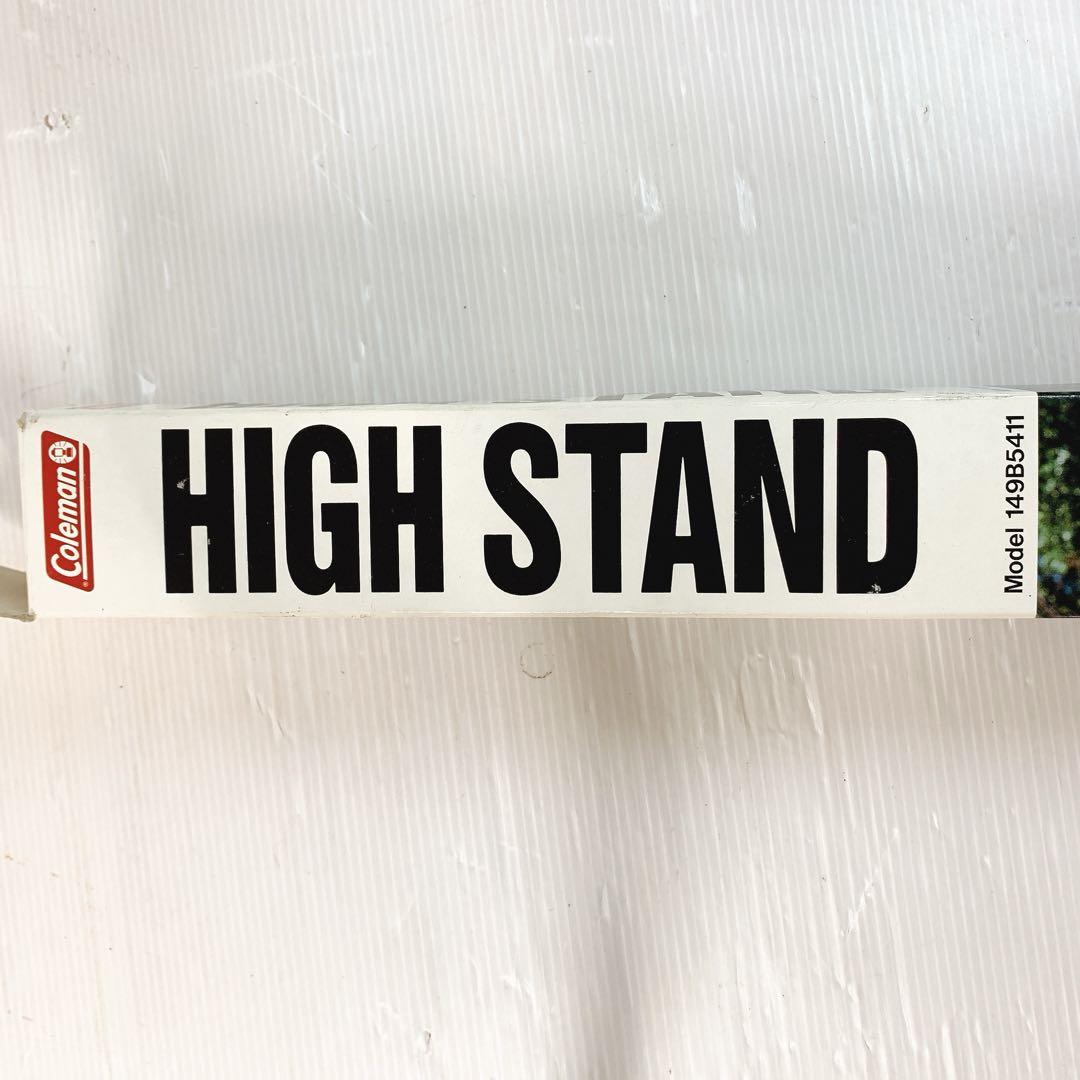 Coleman
HIGH STAND
Model 149B5411